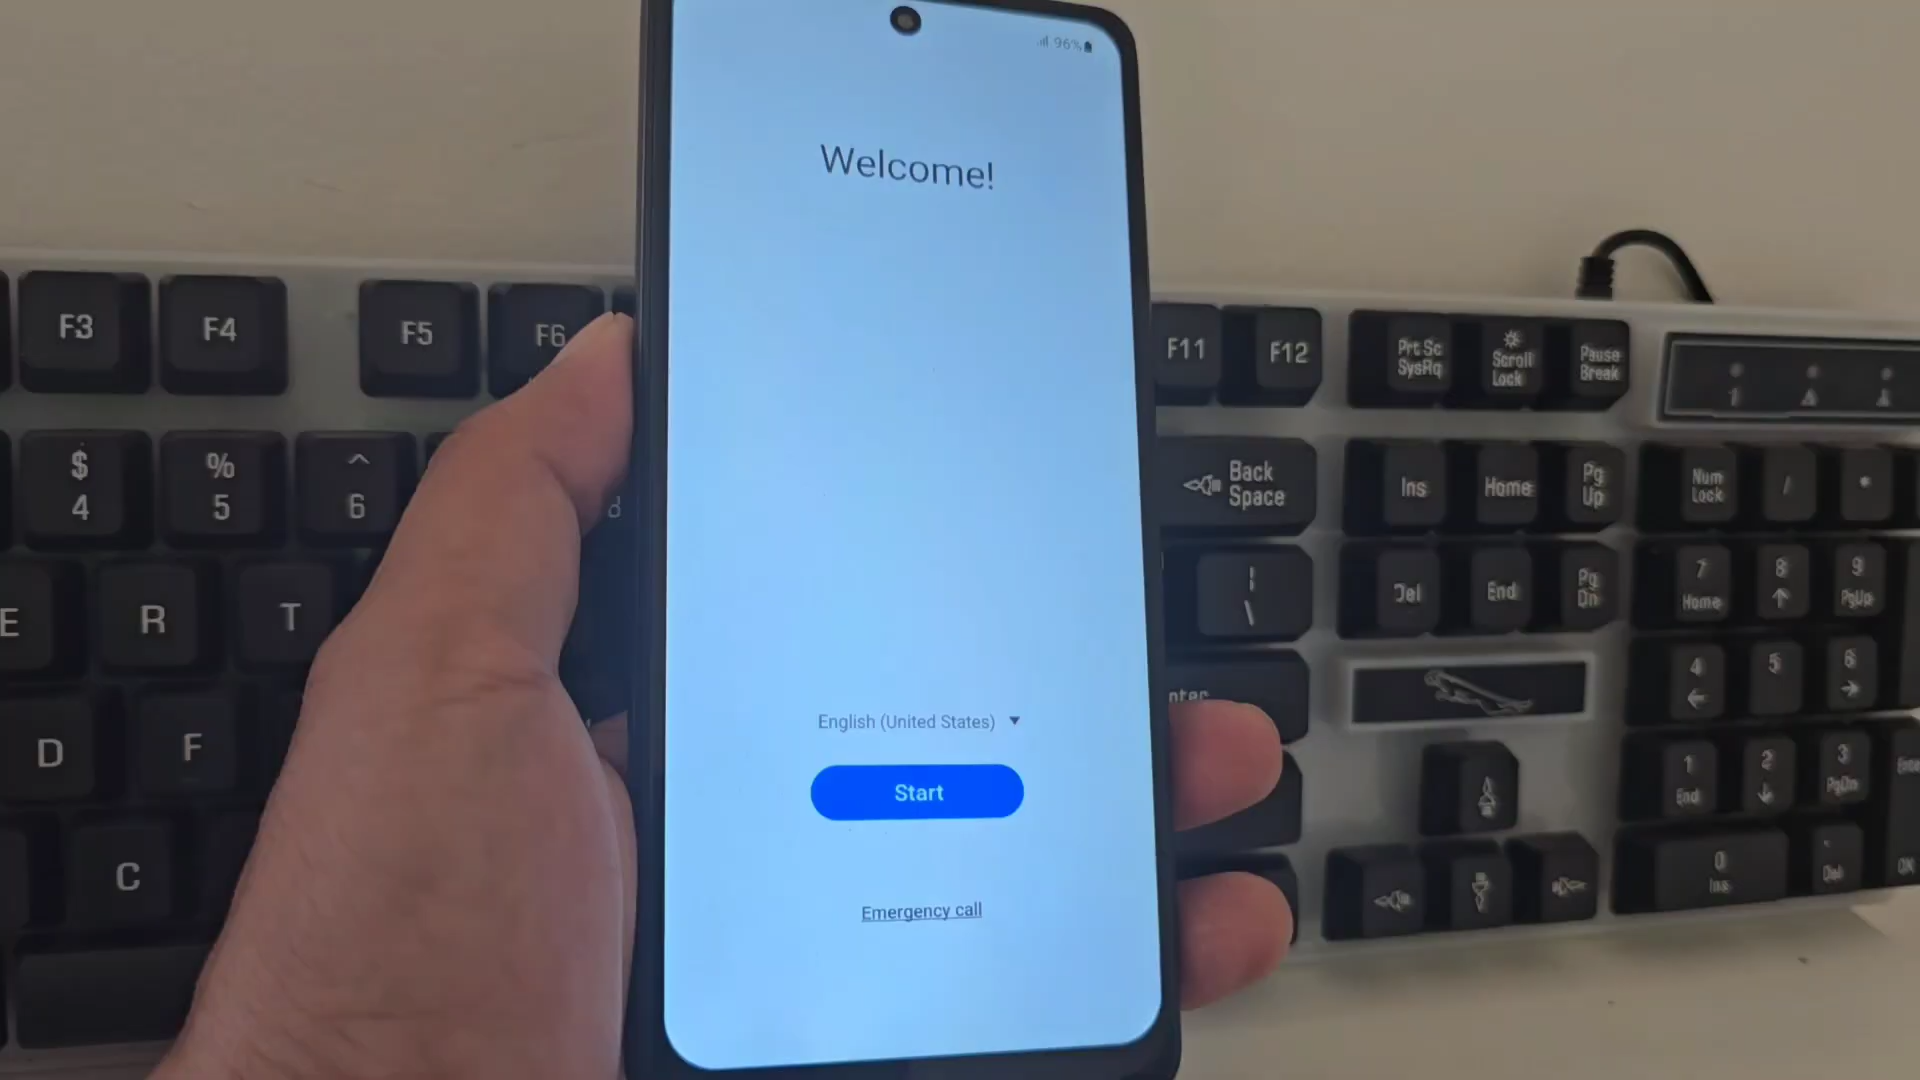 96%
Welcome!
English (United States)
Start
Emergency call
F3
F4
F5
F6
F11
F12
Prt Sc
SysRq
Scroll
Lock
Pause
Break
$
4
%
5
^
6
Back
Space
Ins
Home
Pg
Up
Num
Lock
/
*
E
R
T
¦
\
Del
End
Pg
Dn
7
Home
8
↑
9
PgUp
D
F
4
←
5
6
→
C
1
End
2
↓
3
PgDn
0
Ins
.
Del